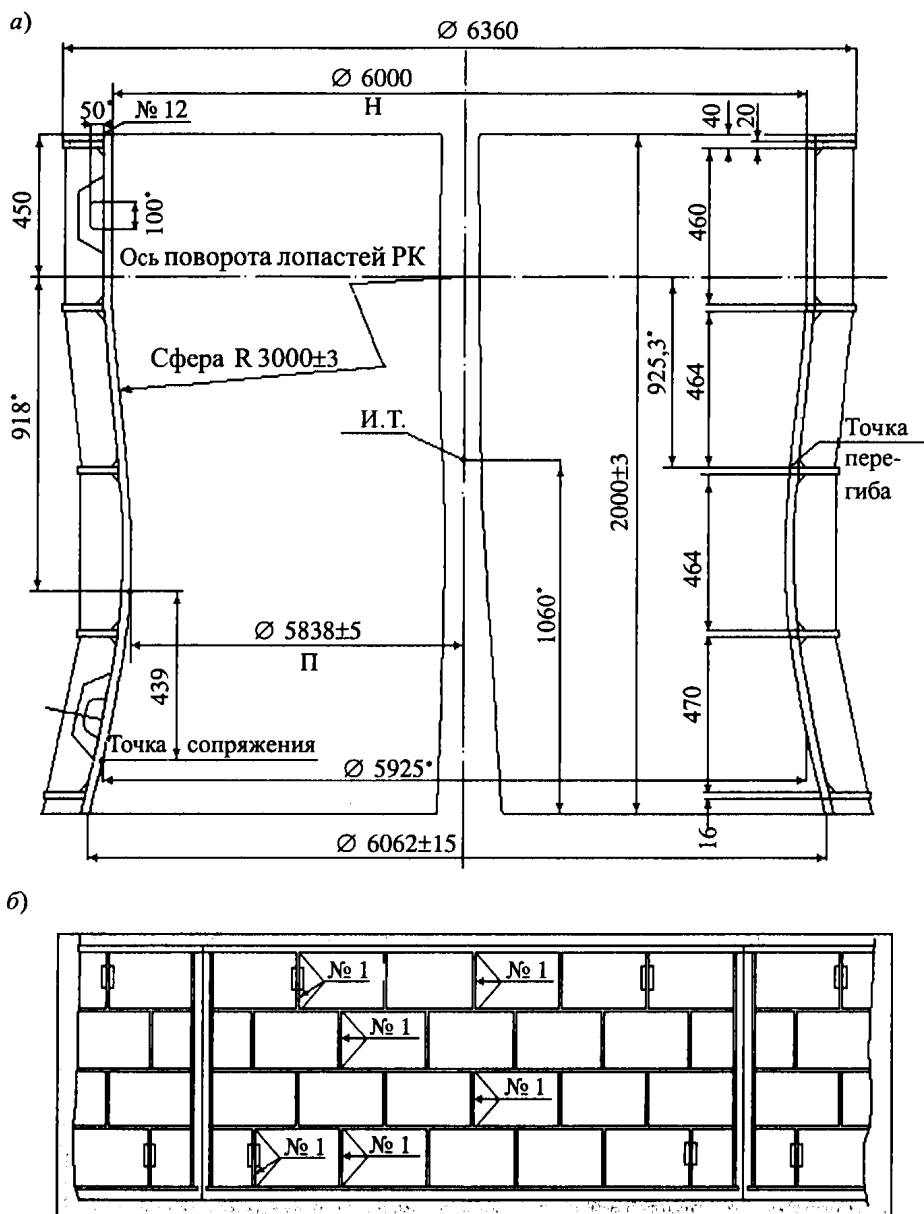 а)
∅ 6360
∅ 6000
Н
50*
№ 12
40
20
450
100*
460
Ось поворота лопастей РК
925,3*
464
Сфера R 3000±3
918*
И.Т.
Точка
пере-
гиба
2000±3
1060*
464
∅ 5838±5
П
439
470
Точка сопряжения
∅ 5925*
16
∅ 6062±15
б)
№ 1
№ 1
№ 1
№ 1
№ 1
№ 1